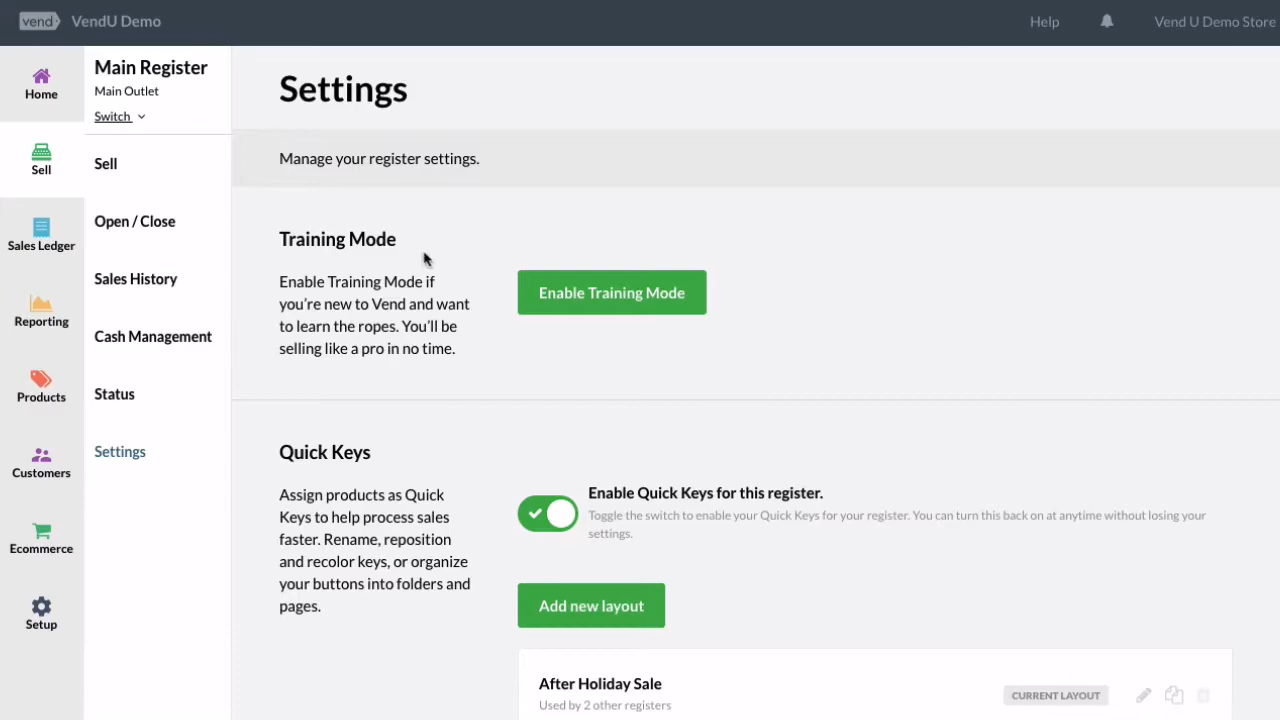 vend VendU Demo
Help
Vend U Demo Store
Home
Sell
Sales Ledger
Reporting
Products
Customers
Ecommerce
Setup
Main Register
Main Outlet
Switch
Sell
Open / Close
Sales History
Cash Management
Status
Settings
Settings
Manage your register settings.
Training Mode
Enable Training Mode if
you're new to Vend and want
to learn the ropes. You'll be
selling like a pro in no time.
Enable Training Mode
Quick Keys
Assign products as Quick
Keys to help process sales
faster. Rename, reposition
and recolor keys, or organize
your buttons into folders and
pages.
Enable Quick Keys for this register.
Toggle the switch to enable your Quick Keys for your register. You can turn this back on at anytime without losing your
settings.
Add new layout
After Holiday Sale
Used by 2 other registers
CURRENT LAYOUT